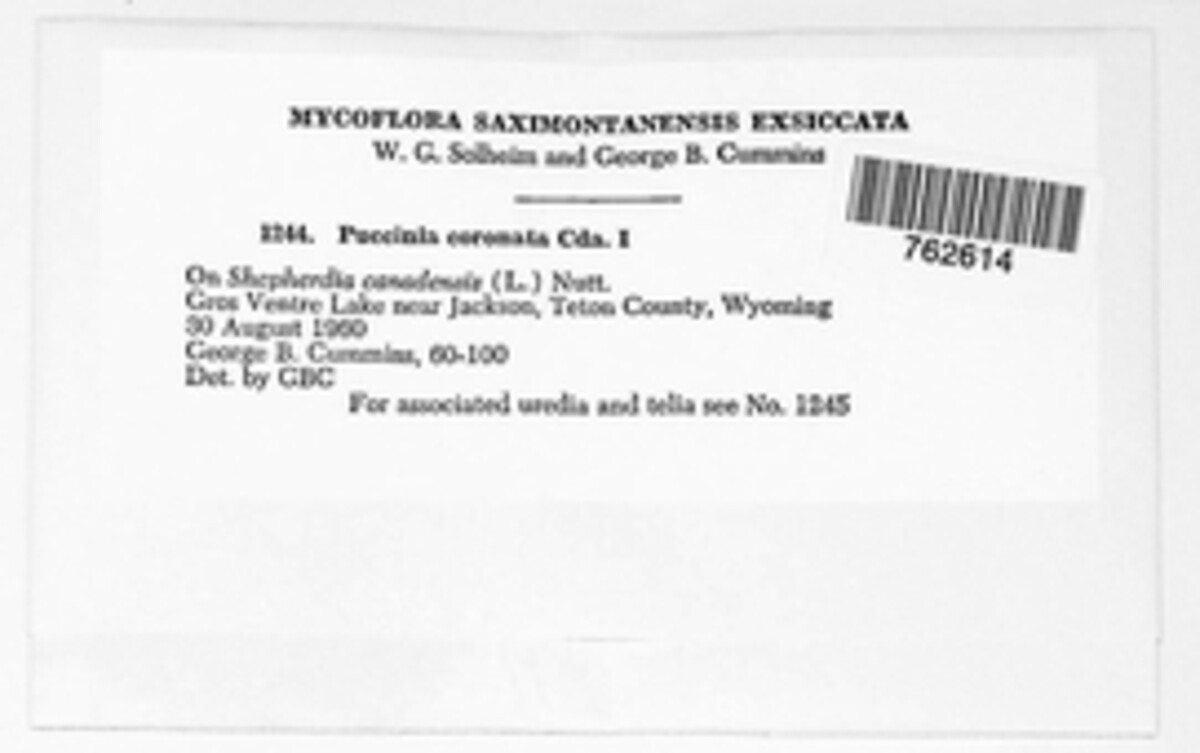 MYCOFLORA SAXIMONTANENSIS EXSICCATA
W. G. Solheim and George B. Cummins
762614
1244. Puccinia coronata Cda. I
On Shepherdia canadensis (L.) Nutt.
Gros Ventre Lake near Jackson, Teton County, Wyoming
30 August 1960
George B. Cummins, 60-100
Det. by GBC
For associated uredia and telia see No. 1245